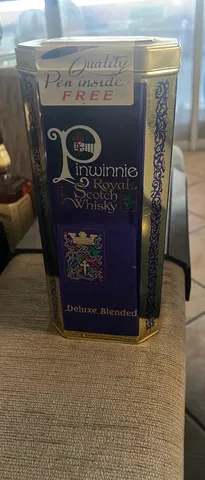 Quality
Pen inside
FREE
Pinwinnie
Royal
Scotch
Whisky
Deluxe Blended